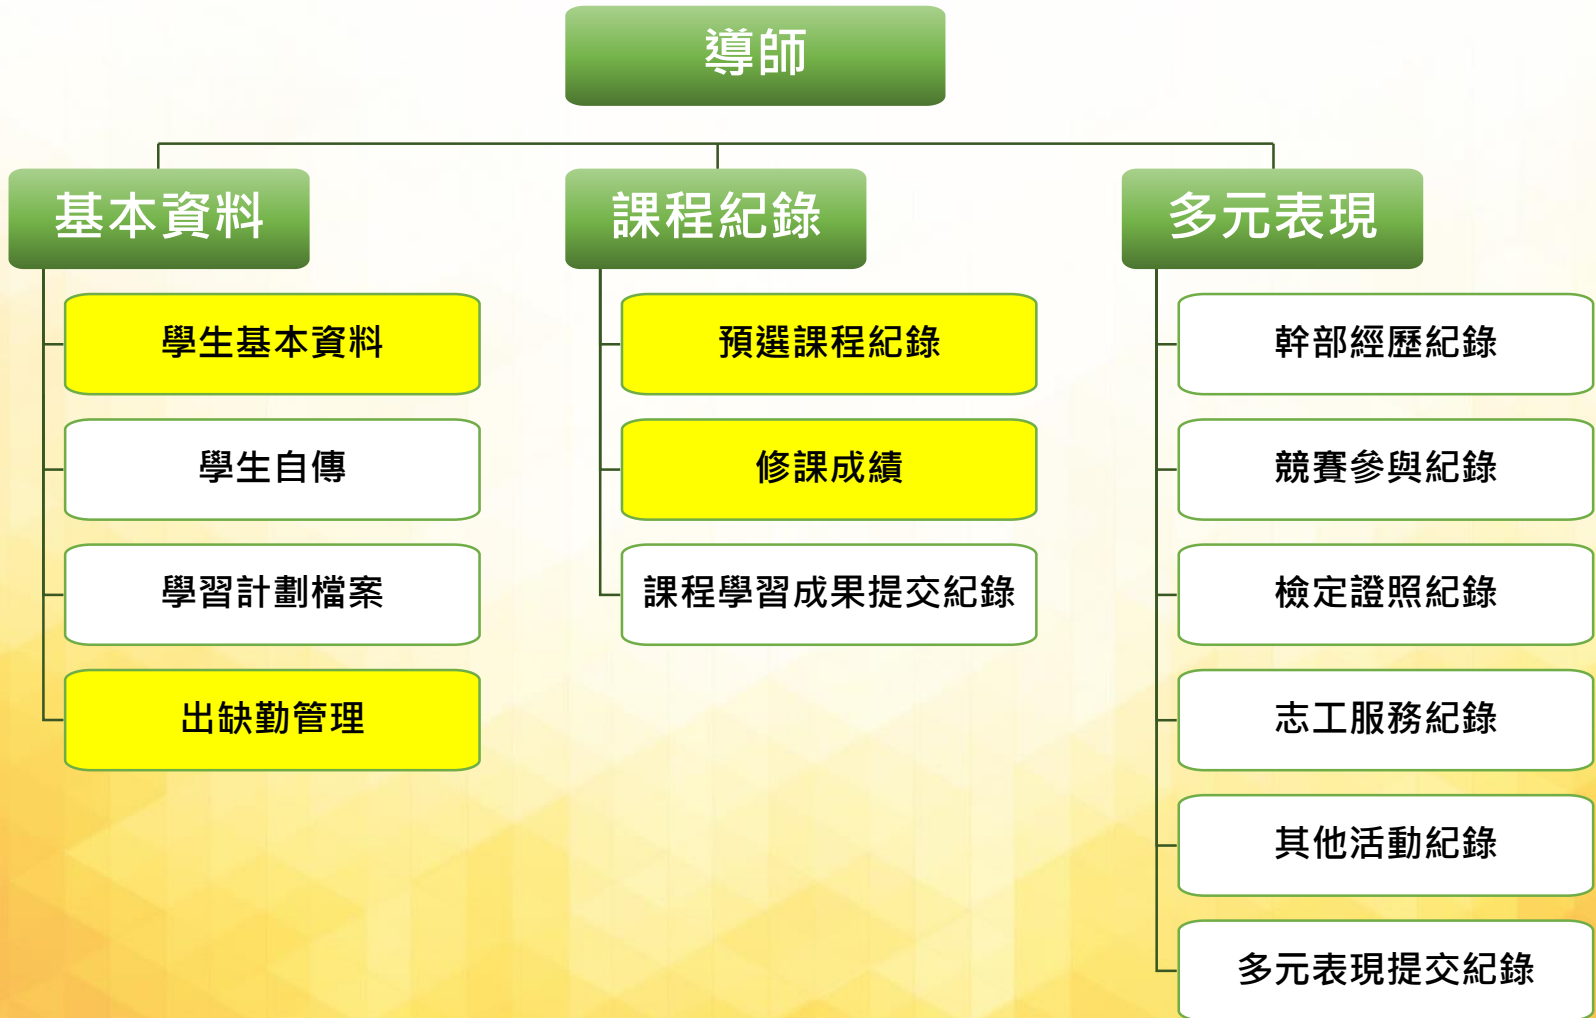 導師
基本資料
學生基本資料
學生自傳
學習計劃檔案
出缺勤管理
課程紀錄
預選課程紀錄
修課成績
課程學習成果提交紀錄
多元表現
幹部經歷紀錄
競賽參與紀錄
檢定證照紀錄
志工服務紀錄
其他活動紀錄
多元表現提交紀錄